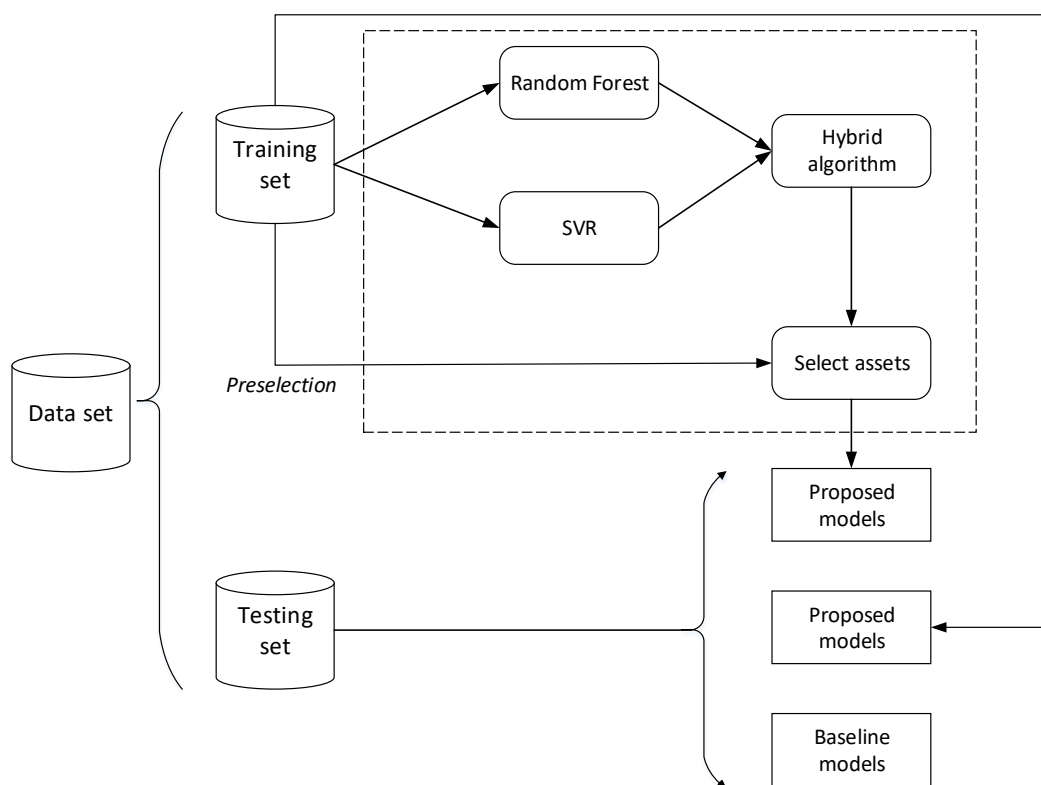 Random Forest
Training
set
Hybrid
algorithm
SVR
Select assets
Preselection
Data set
Proposed
models
Testing
set
Proposed
models
Baseline
models